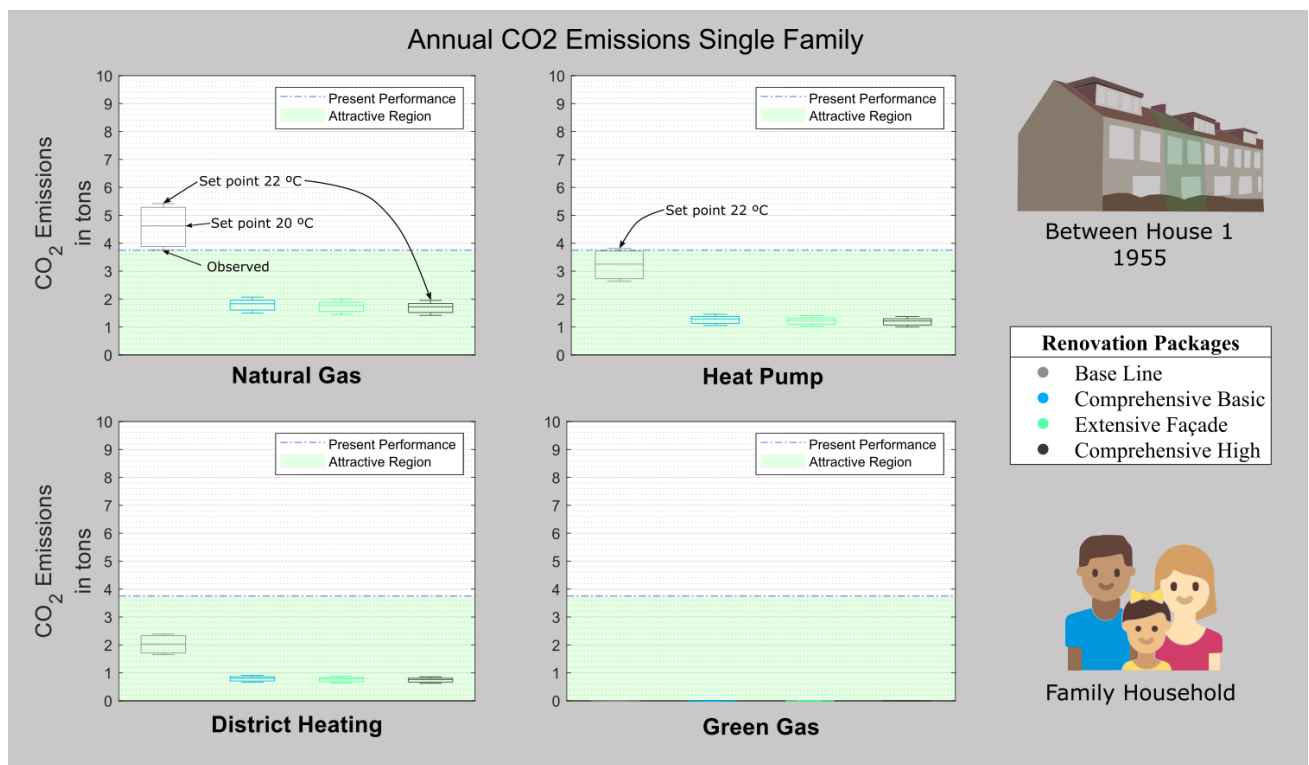 Annual CO2 Emissions Single Family
CO2 Emissions
in tons
10
9
8
7
6
5
4
3
2
1
0
Present Performance
Attractive Region
Set point 22 ºC
Set point 20 ºC
Observed
Natural Gas
10
9
8
7
6
5
4
3
2
1
0
Present Performance
Attractive Region
Set point 22 ºC
Heat Pump
Between House 1
1955
Renovation Packages
Base Line
Comprehensive Basic
Extensive Façade
Comprehensive High
CO2 Emissions
in tons
10
9
8
7
6
5
4
3
2
1
0
Present Performance
Attractive Region
District Heating
10
9
8
7
6
5
4
3
2
1
0
Present Performance
Attractive Region
Green Gas
Family Household